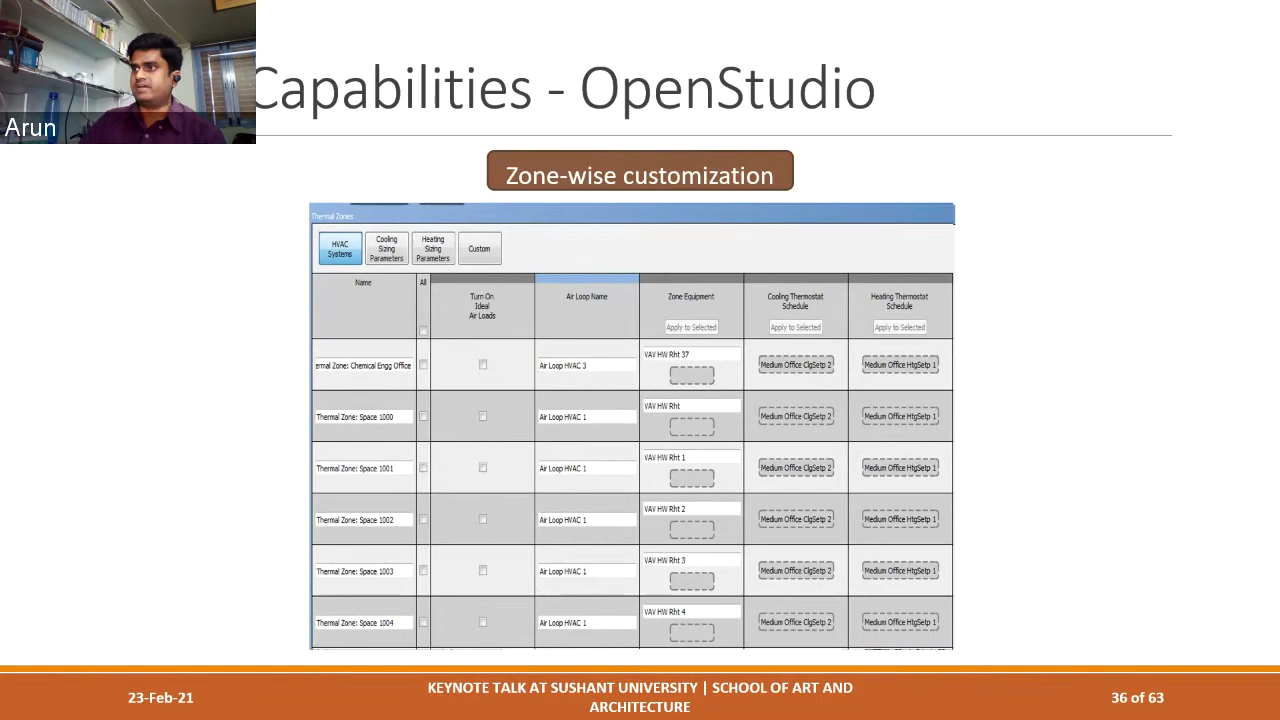 Capabilities - OpenStudio
Arun
Zone-wise customization
Thermal Zones
HVAC
Systems
Cooling
Sizing
Parameters
Heating
Sizing
Parameters
Custom
Name
All
Turn On
Ideal
Air Loads
Air Loop Name
Zone Equipment
Apply to Selected
Cooling Thermostat
Schedule
Apply to Selected
Heating Thermostat
Schedule
Apply to Selected
ermal Zone: Chemical Engg Office
Air Loop HVAC 3
VAV HW Rht 37
Medium Office ClgSetp 2
Medium Office HtgSetp 1
Thermal Zone: Space 1000
Air Loop HVAC 1
VAV HW Rht
Medium Office ClgSetp 2
Medium Office HtgSetp 1
Thermal Zone: Space 1001
Air Loop HVAC 1
VAV HW Rht 1
Medium Office ClgSetp 2
Medium Office HtgSetp 1
Thermal Zone: Space 1002
Air Loop HVAC 1
VAV HW Rht 2
Medium Office ClgSetp 2
Medium Office HtgSetp 1
Thermal Zone: Space 1003
Air Loop HVAC 1
VAV HW Rht 3
Medium Office ClgSetp 2
Medium Office HtgSetp 1
Thermal Zone: Space 1004
Air Loop HVAC 1
VAV HW Rht 4
Medium Office ClgSetp 2
Medium Office HtgSetp 1
23-Feb-21
KEYNOTE TALK AT SUSHANT UNIVERSITY | SCHOOL OF ART AND
ARCHITECTURE
36 of 63